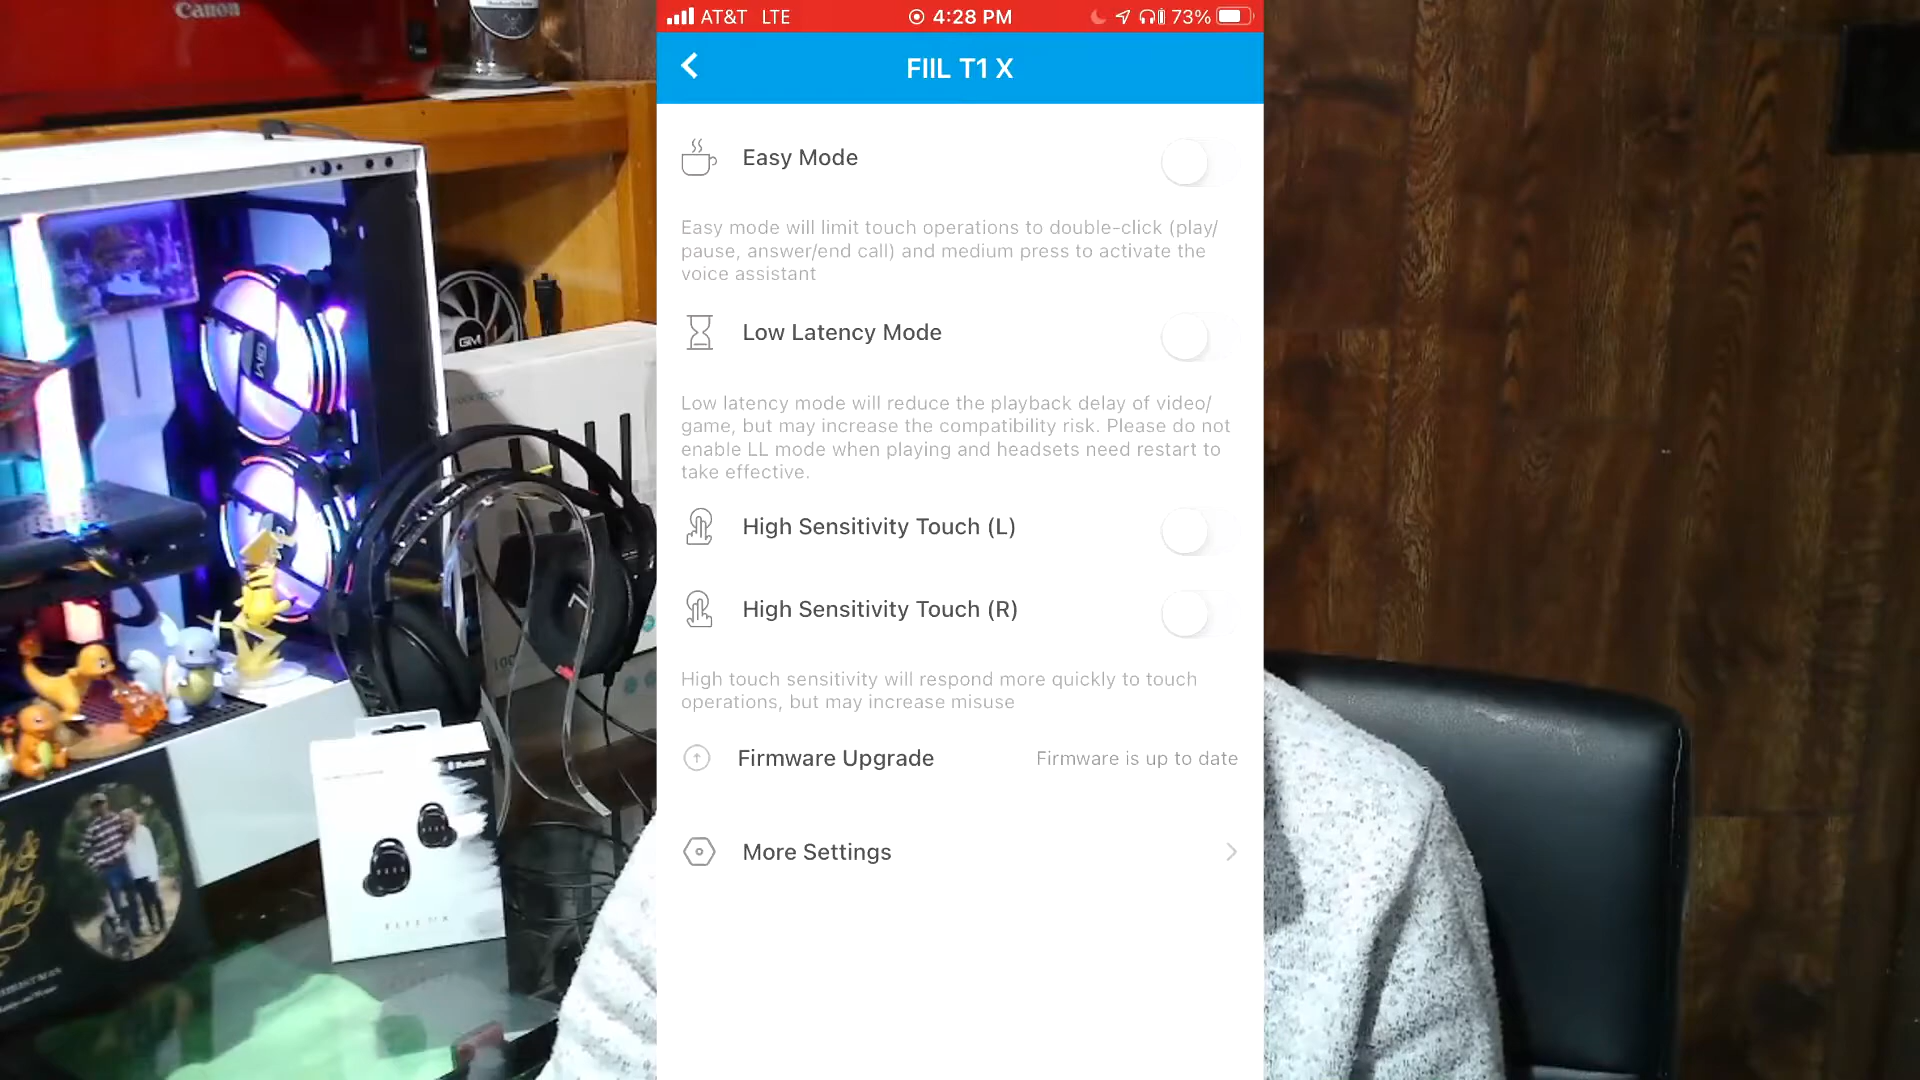 Canon
AT&T LTE
4:28 PM
73%
FIIL T1 X
Easy Mode
Easy mode will limit touch operations to double-click (play/
pause, answer/end call) and medium press to activate the
voice assistant
Low Latency Mode
Low latency mode will reduce the playback delay of video/
game, but may increase the compatibility risk. Please do not
enable LL mode when playing and headsets need restart to
take effective.
High Sensitivity Touch (L)
High Sensitivity Touch (R)
High touch sensitivity will respond more quickly to touch
operations, but may increase misuse
Firmware Upgrade
Firmware is up to date
More Settings
GM
GM
Bluetooth